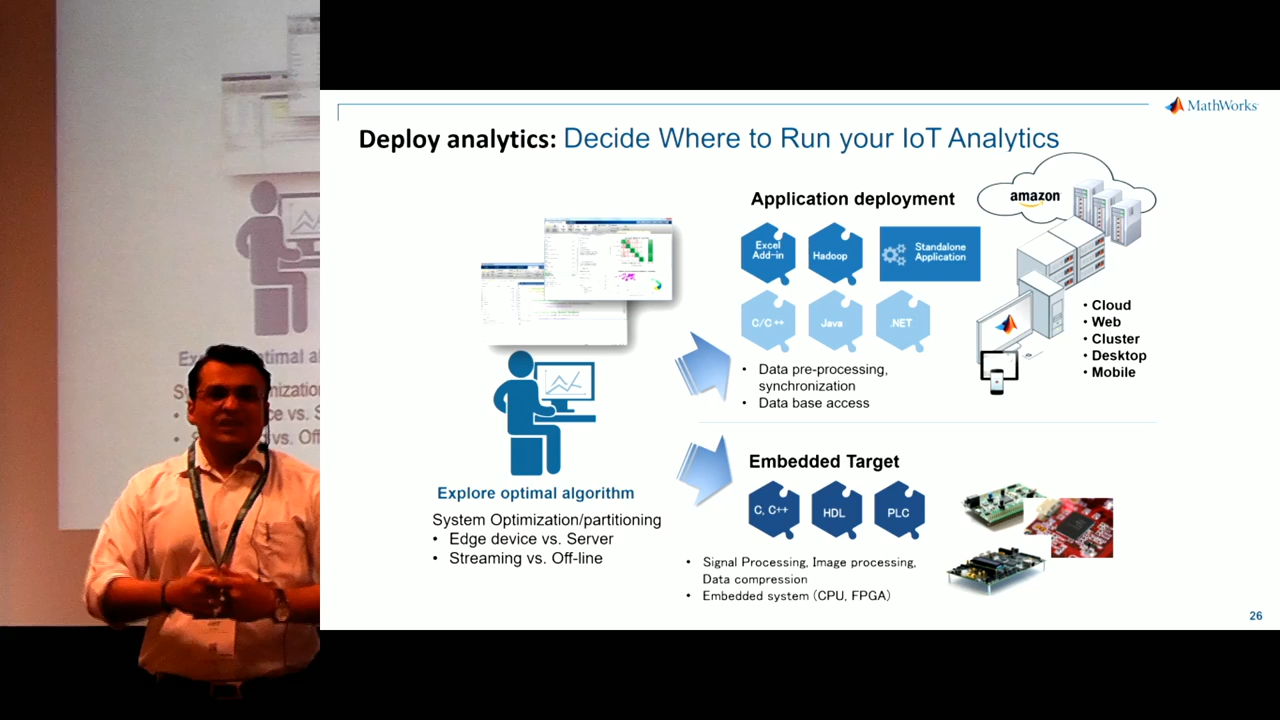 MathWorks
Deploy analytics: Decide Where to Run your IoT Analytics
Application deployment
amazon
Excel
Add-in
Hadoop
Standalone
Application
C/C++
Java
.NET
• Cloud
• Web
• Cluster
• Desktop
• Mobile
• Data pre-processing,
synchronization
• Data base access
Explore optimal algorithm
System Optimization/partitioning
• Edge device vs. Server
• Streaming vs. Off-line
Embedded Target
C, C++
HDL
PLC
• Signal Processing, Image processing,
Data compression
• Embedded system (CPU, FPGA)
26